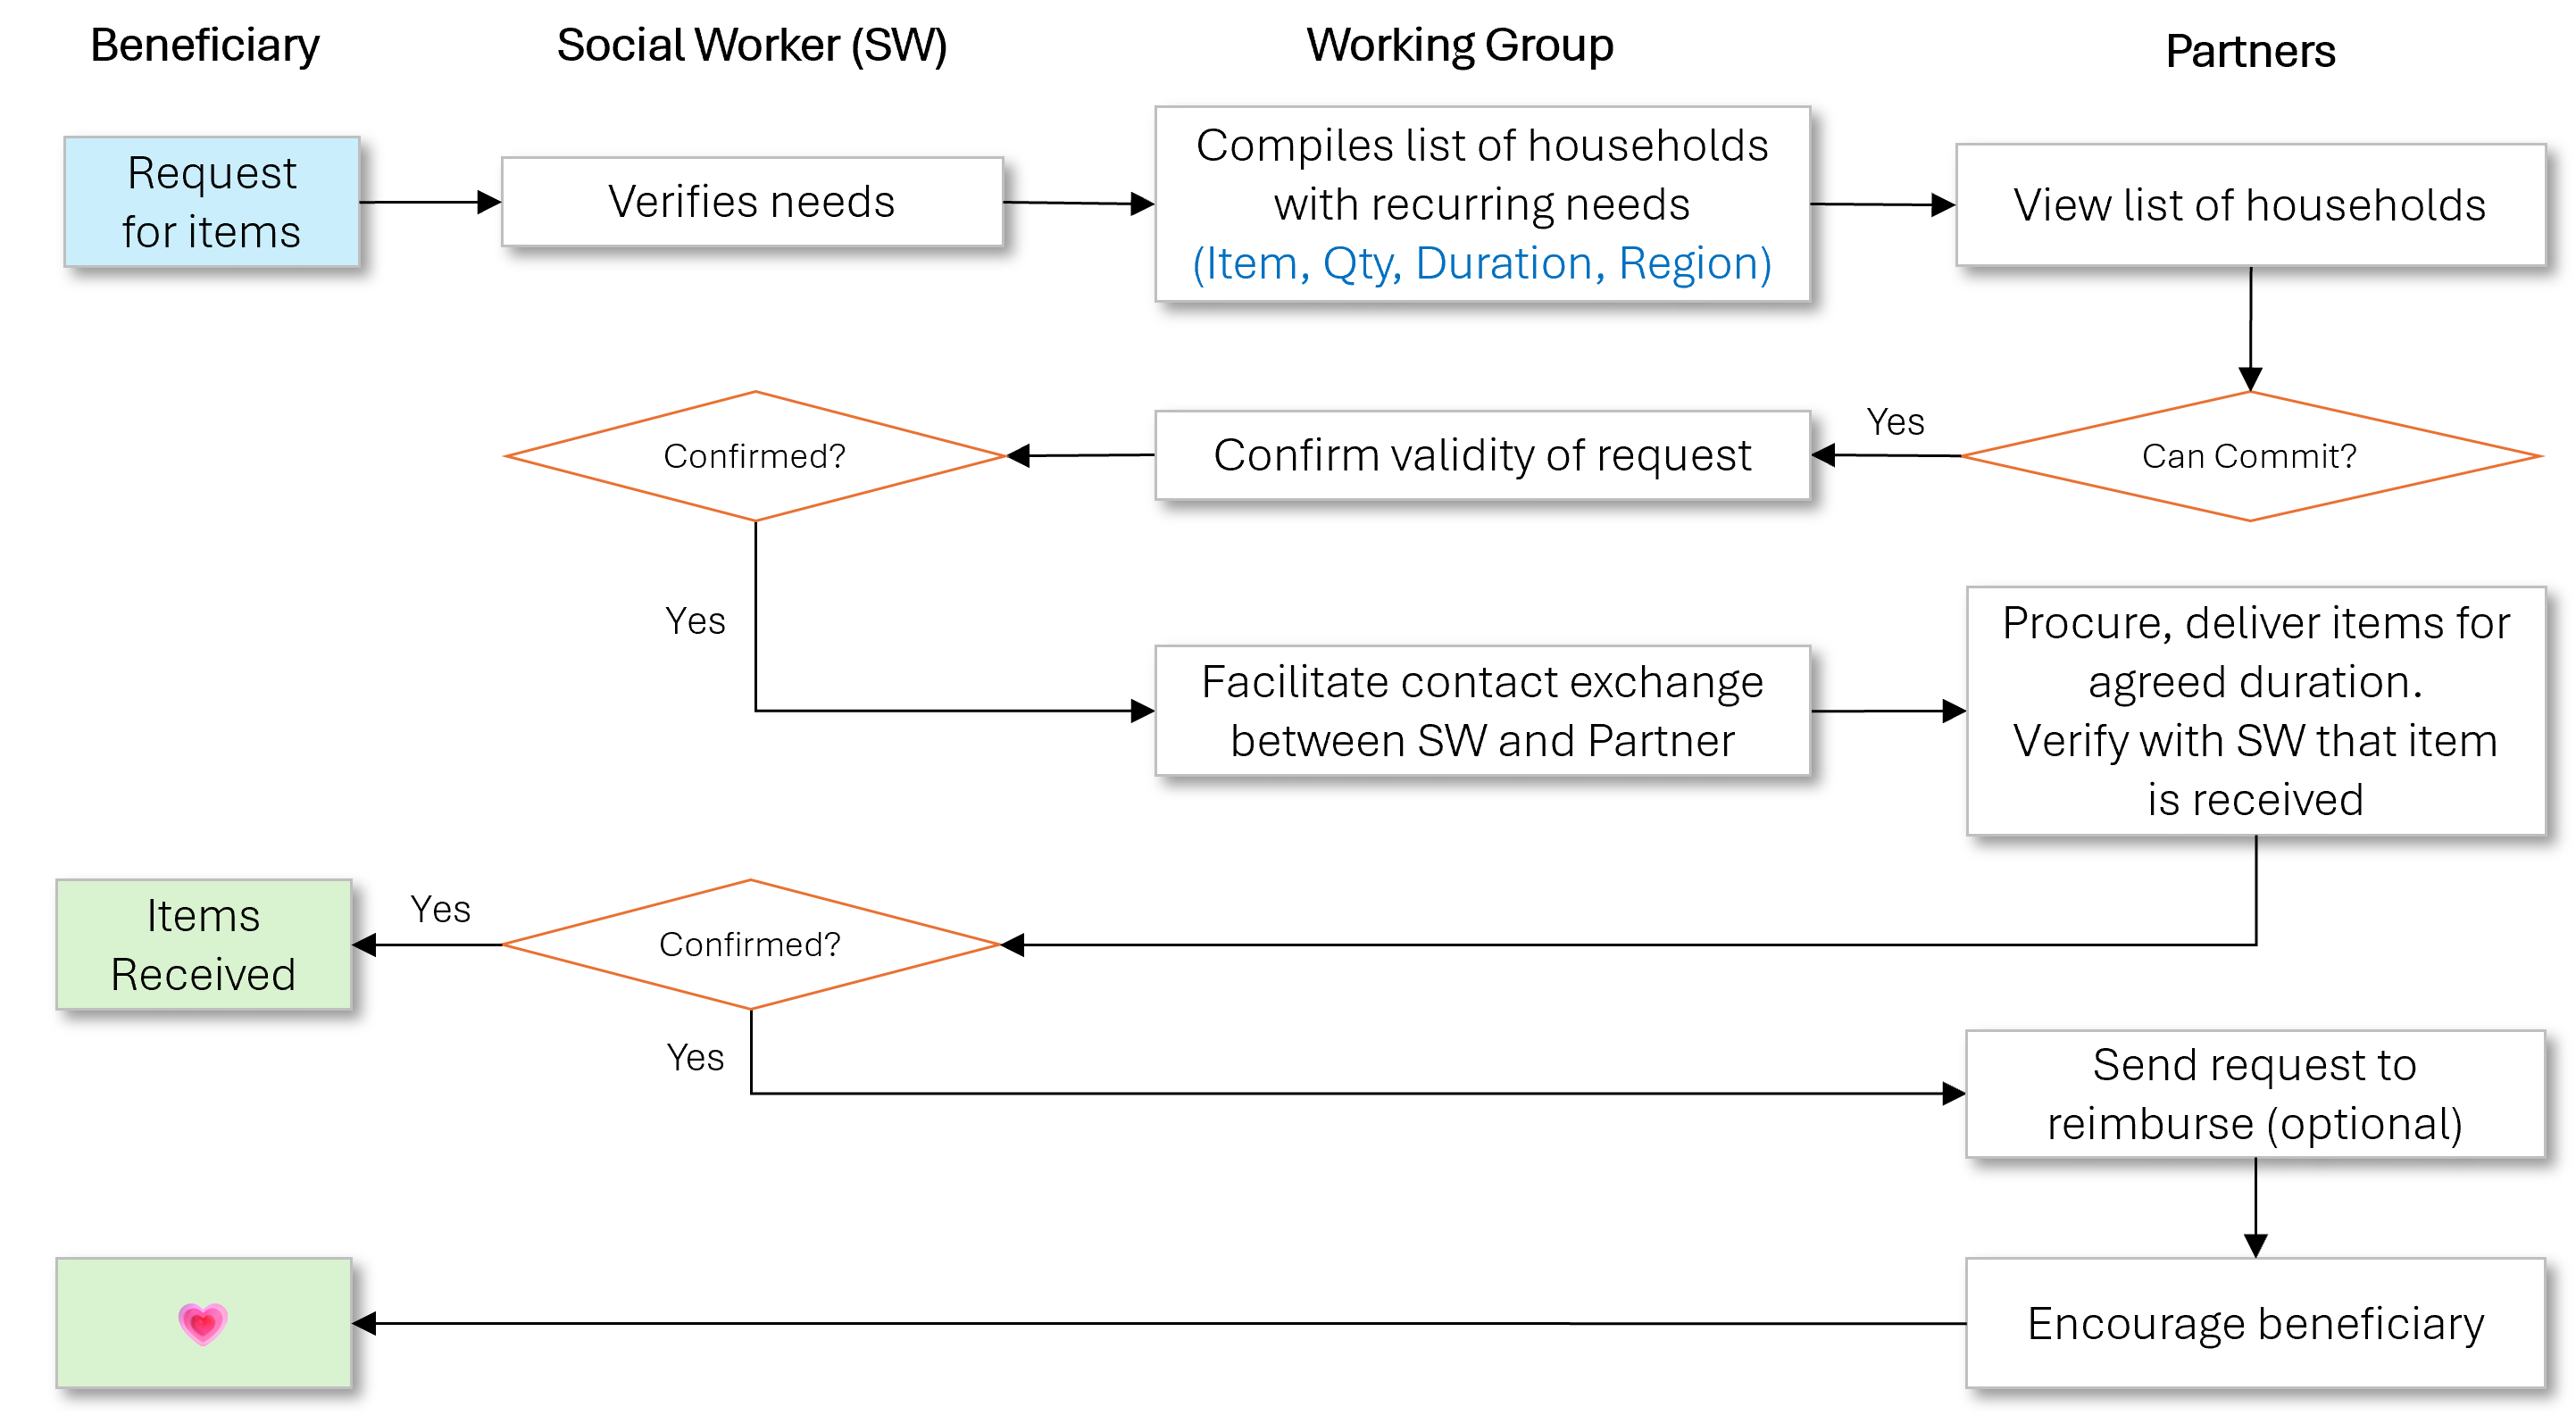 Beneficiary
Social Worker (SW)
Working Group
Partners
Request
for items
Verifies needs
Compiles list of households
with recurring needs
(Item, Qty, Duration, Region)
View list of households
Confirmed?
Confirm validity of request
Yes
Can Commit?
Yes
Facilitate contact exchange
between SW and Partner
Procure, deliver items for
agreed duration.
Verify with SW that item
is received
Items
Received
Yes
Confirmed?
Yes
Send request to
reimburse (optional)
Encourage beneficiary